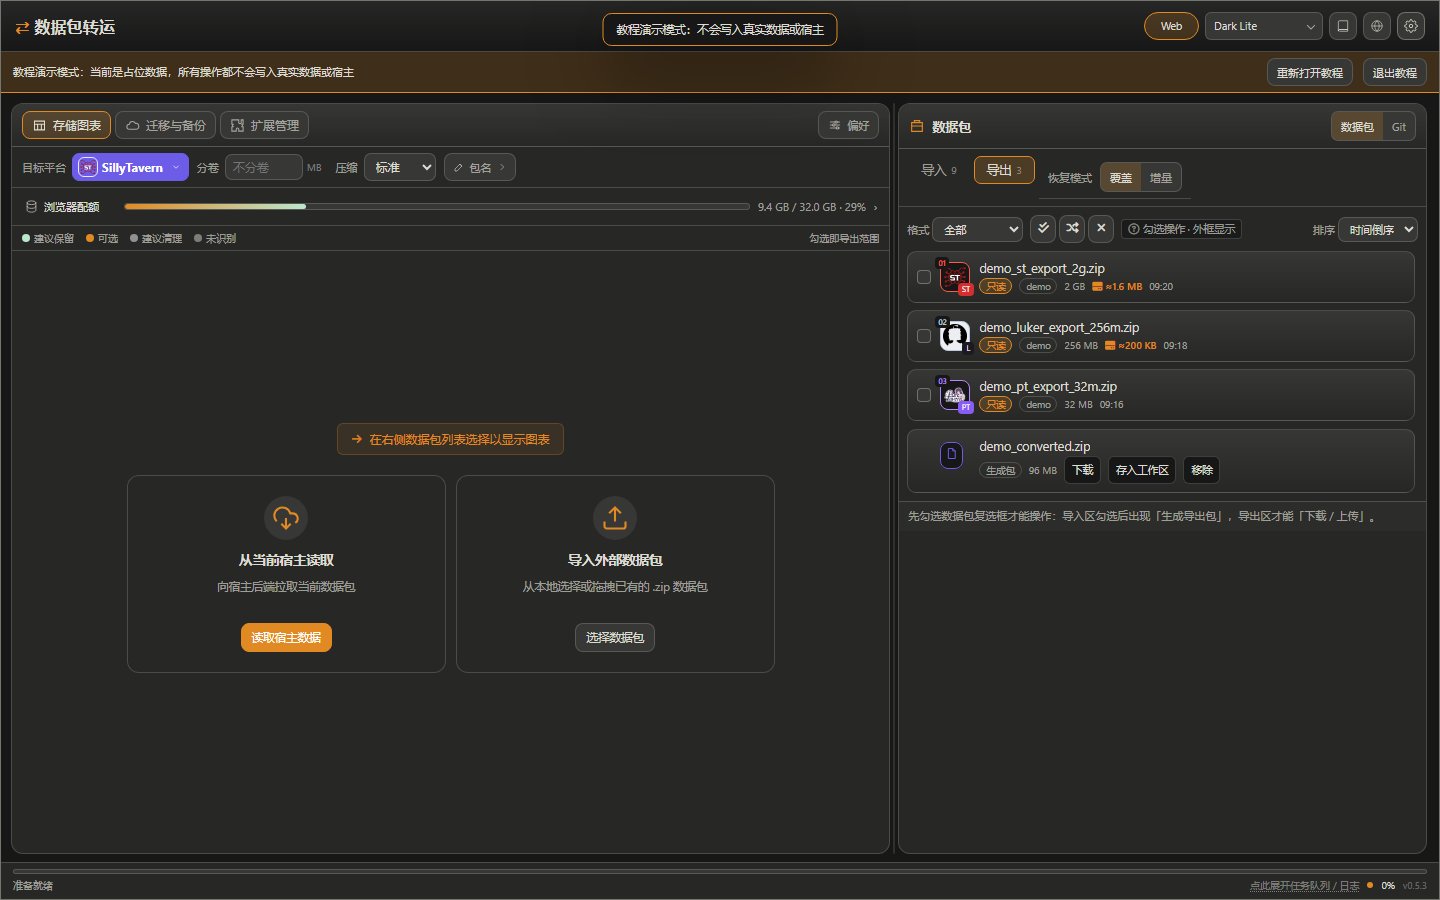 数据包转运
教程演示模式：不会写入真实数据或宿主
Web
Dark Lite
教程演示模式：当前是占位数据，所有操作都不会写入真实数据或宿主
重新打开教程
退出教程
存储图表
迁移与备份
扩展管理
偏好
目标平台
ST
SillyTavern
分卷
不分卷
MB
压缩
标准
包名
浏览器配额
9.4 GB / 32.0 GB · 29%
建议保留
可选
建议清理
未识别
勾选即导出范围
在右侧数据包列表选择以显示图表
从当前宿主读取
向宿主后端拉取当前数据包
读取宿主数据
导入外部数据包
从本地选择或拖拽已有的 .zip 数据包
选择数据包
数据包
数据包
Git
导入 9
导出 3
恢复模式
覆盖
增量
格式
全部
勾选操作 · 外框显示
排序
时间倒序
01
ST
ST
demo_st_export_2g.zip
只读
demo
2 GB
≈1.6 MB
09:20
02
L
demo_luker_export_256m.zip
只读
demo
256 MB
≈200 KB
09:18
03
PT
demo_pt_export_32m.zip
只读
demo
32 MB
09:16
demo_converted.zip
生成包
96 MB
下载
存入工作区
移除
先勾选数据包复选框才能操作：导入区勾选后出现「生成导出包」，导出区才能「下载 / 上传」。
准备就绪
点此展开任务队列 / 日志
0%
v0.5.3